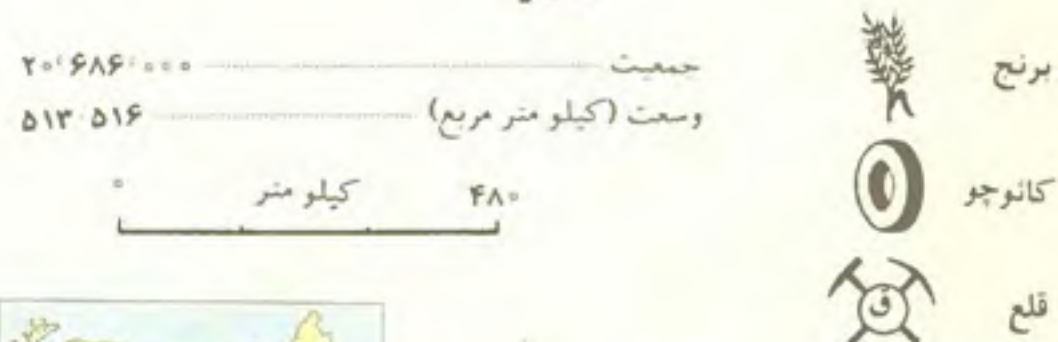 جمعیت ۲۰٬۶۸۶٬۰۰۰
وسعت (کیلو متر مربع) ۵۱۳٬۵۱۶
۰ کیلو متر ۴۸۰
برنج
کائوچو
قلع
ق